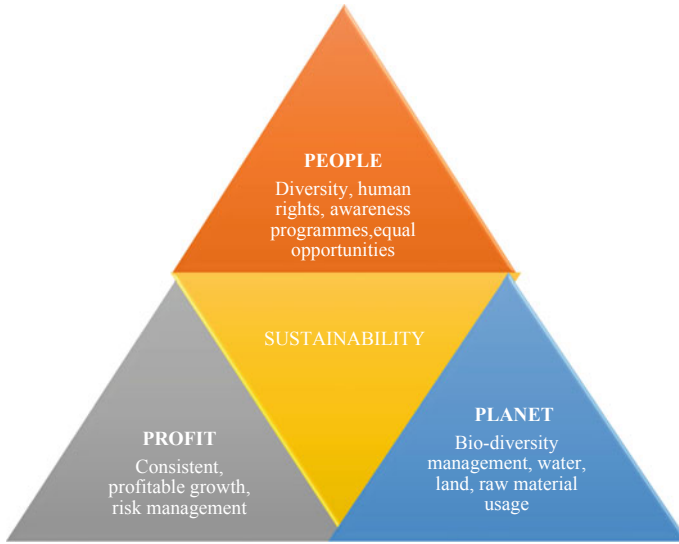 PEOPLE
Diversity, human
rights, awareness
programmes,equal
opportunities
SUSTAINABILITY
PROFIT
Consistent,
profitable growth,
risk management
PLANET
Bio-diversity
management, water,
land, raw material
usage